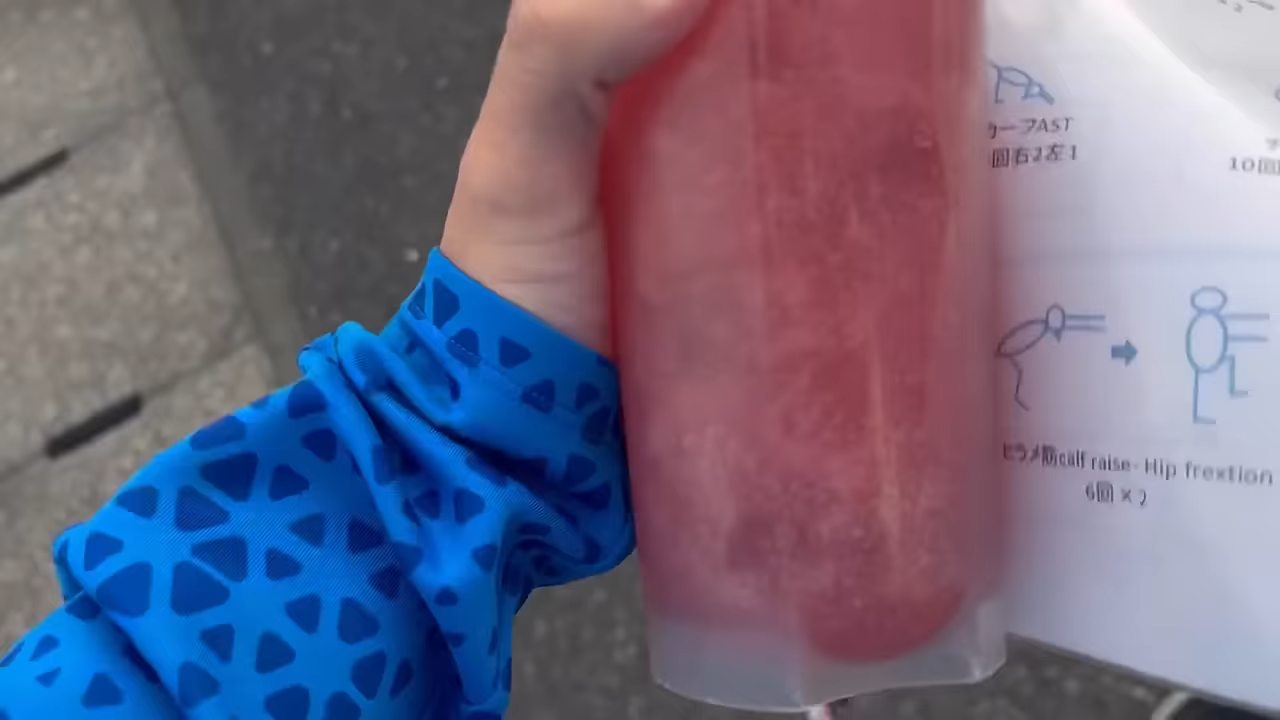 カーフAST
回右2左1
10回
ヒラメ筋calf raise- Hip frextion
6回 × 2